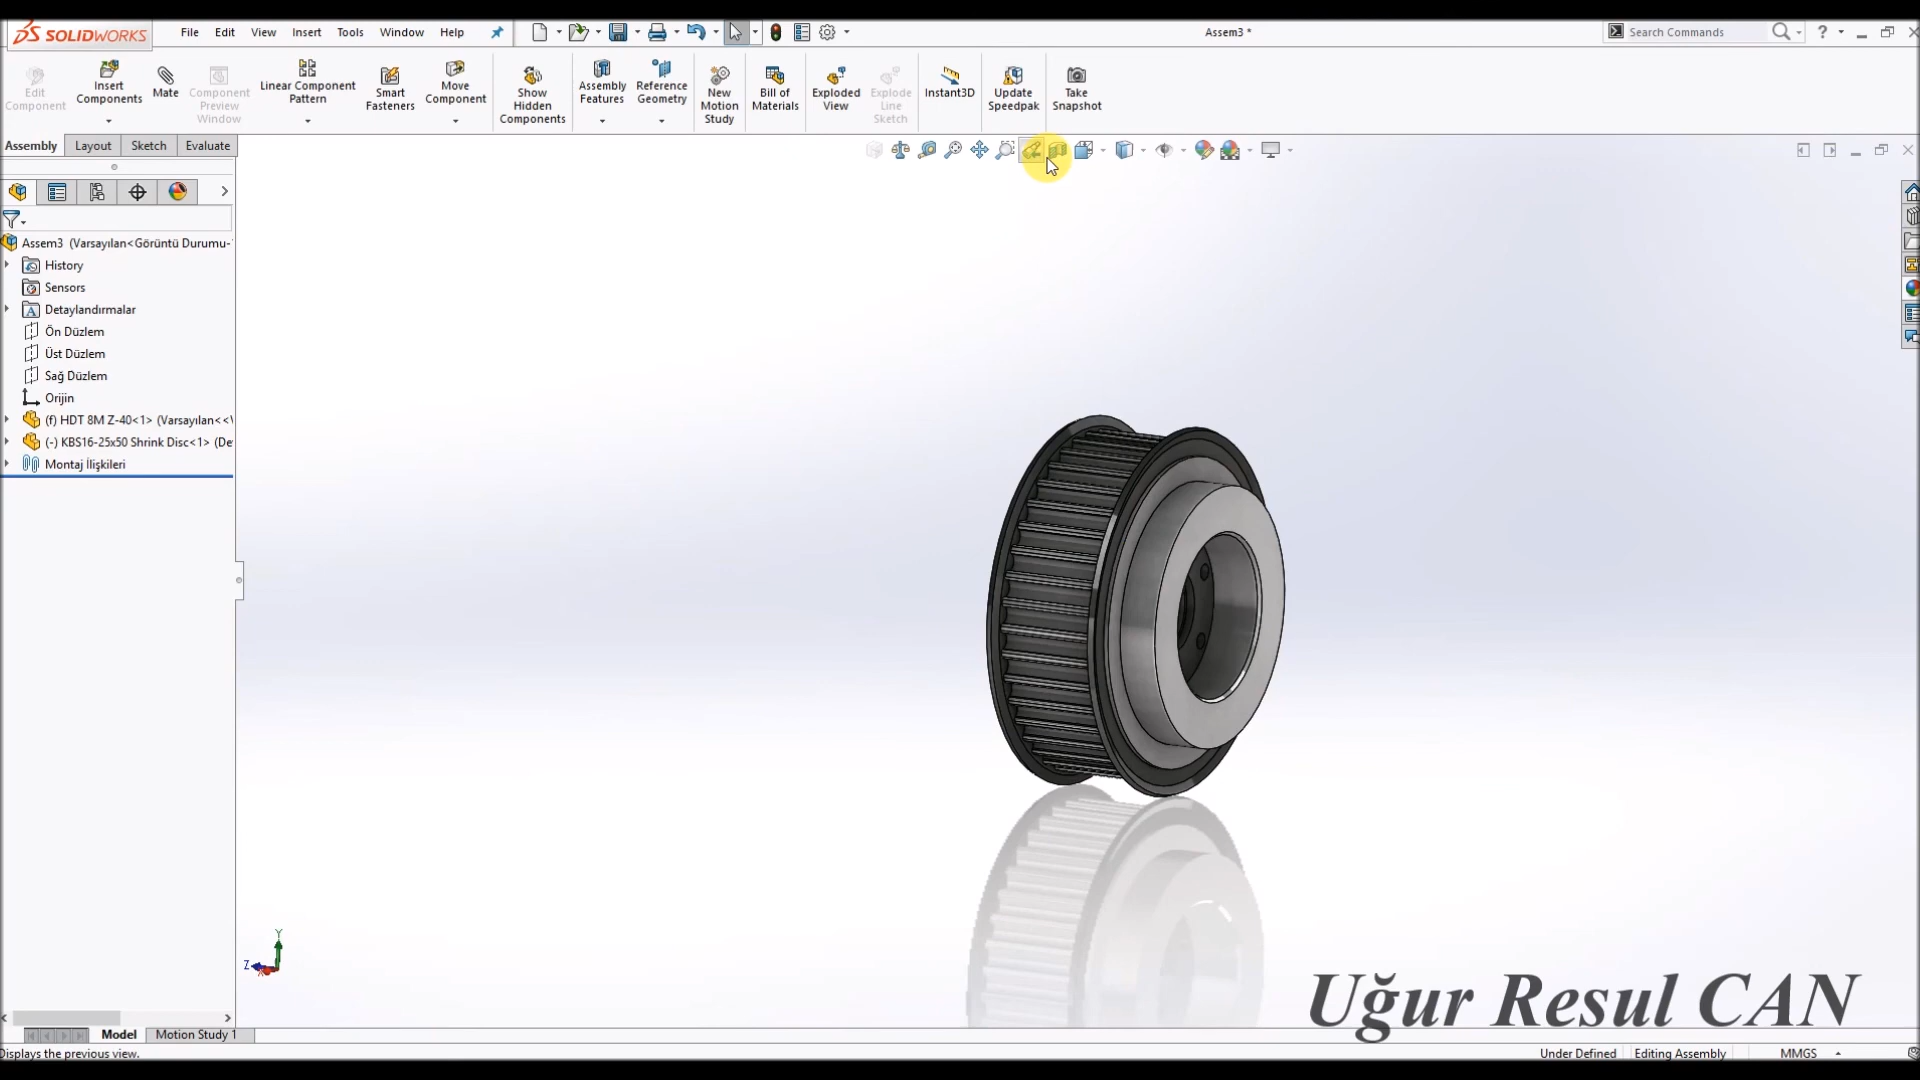 SOLIDWORKS File Edit View Insert Tools Window Help Assem3 * Search Commands
Edit Component
Insert Components
Mate
Component Preview Window
Linear Component Pattern
Smart Fasteners
Move Component
Show Hidden Components
Assembly Features
Reference Geometry
New Motion Study
Bill of Materials
Exploded View
Explode Line Sketch
Instant3D
Update Speedpak
Take Snapshot
Assembly Layout Sketch Evaluate
Assem3 (Varsayılan<Görüntü Durumu-
History
Sensors
Detaylandırmalar
Ön Düzlem
Üst Düzlem
Sağ Düzlem
Orijin
(f) HDT 8M Z-40<1> (Varsayılan<<
(-) KBS16-25x50 Shrink Disc<1> (De
Montaj İlişkileri
Y
Z
Uğur Resul CAN
Model Motion Study 1
Displays the previous view. Under Defined Editing Assembly MMGS